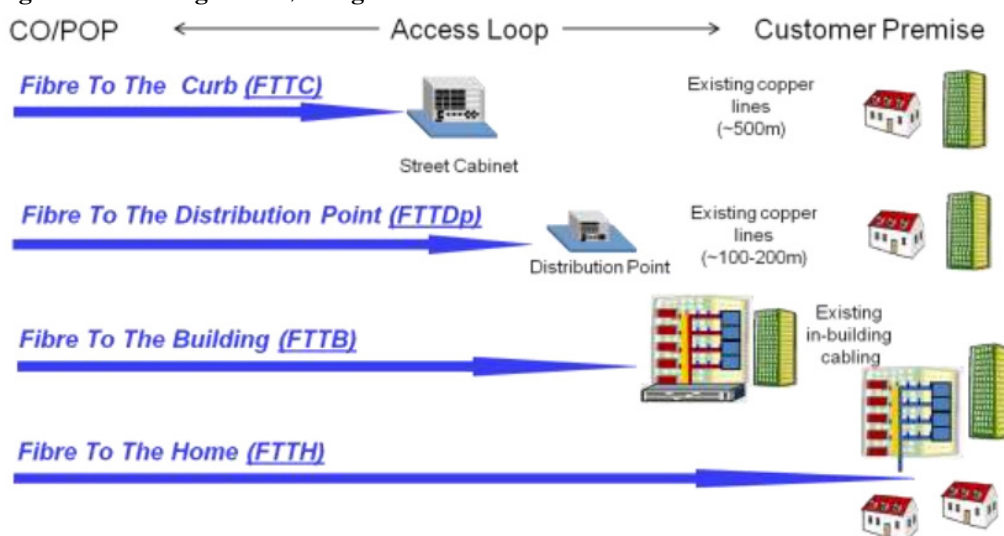 CO/POP Access Loop Customer Premise
Fibre To The Curb (FTTC)
Existing copper
lines
(~500m)
Street Cabinet
Fibre To The Distribution Point (FTTDp)
Existing copper
lines
(~100-200m)
Distribution Point
Fibre To The Building (FTTB)
Existing
in-building
cabling
Fibre To The Home (FTTH)